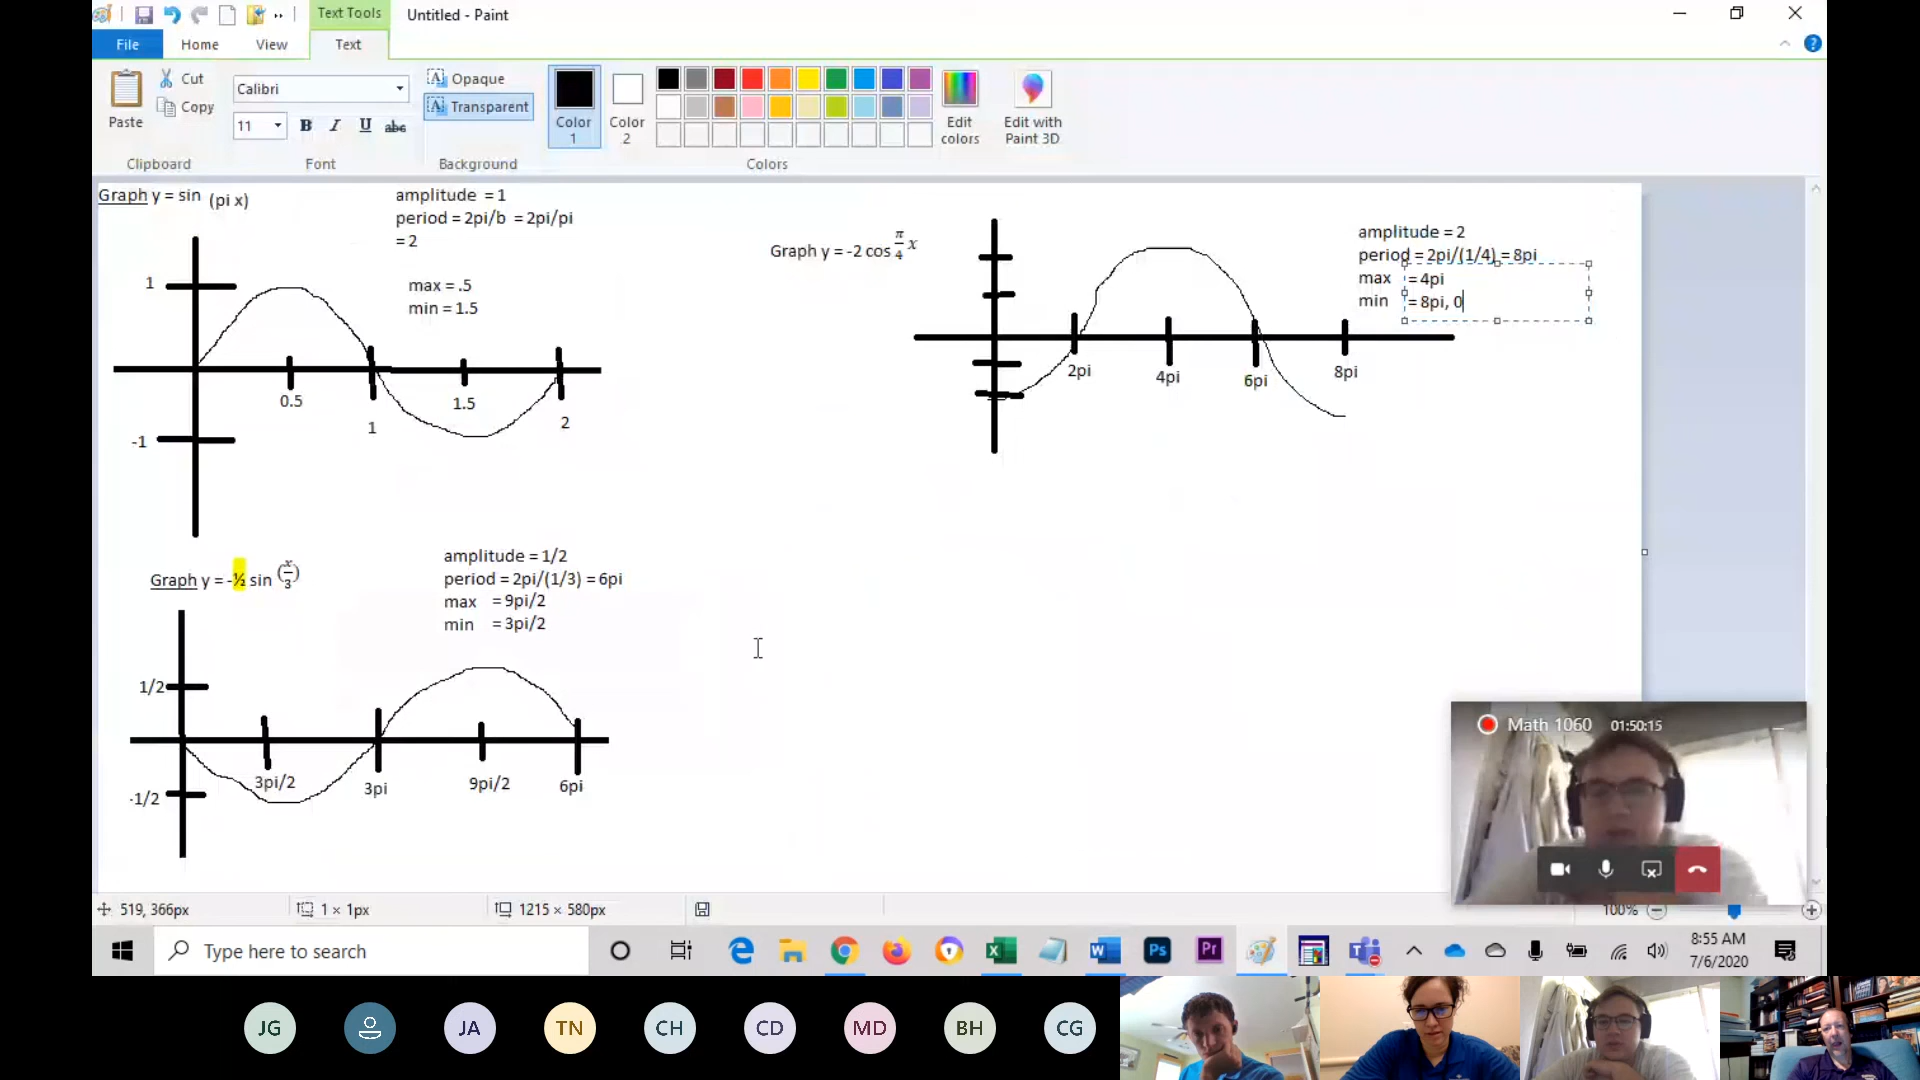 Text Tools Untitled - Paint
File Home View Text
Paste
Cut
Copy
Clipboard
Calibri
11
B I U abc
Font
Opaque
Transparent
Background
Color 1
Color 2
Edit colors
Edit with Paint 3D
Colors
Graph y = sin (pi x)
amplitude = 1
period = 2pi/b = 2pi/pi
= 2
max = .5
min = 1.5
1
-1
0.5
1
1.5
2
Graph y = -2 cos π/4 x
amplitude = 2
period = 2pi/(1/4) = 8pi
max = 4pi
min = 8pi, 0
2pi
4pi
6pi
8pi
Graph y = -½ sin (x/3)
amplitude = 1/2
period = 2pi/(1/3) = 6pi
max = 9pi/2
min = 3pi/2
1/2
-1/2
3pi/2
3pi
9pi/2
6pi
Math 1060 01:50:15
519, 366px
1 × 1px
1215 × 580px
100%
Type here to search
Ps
Pr
8:55 AM
7/6/2020
JG JA TN CH CD MD BH CG